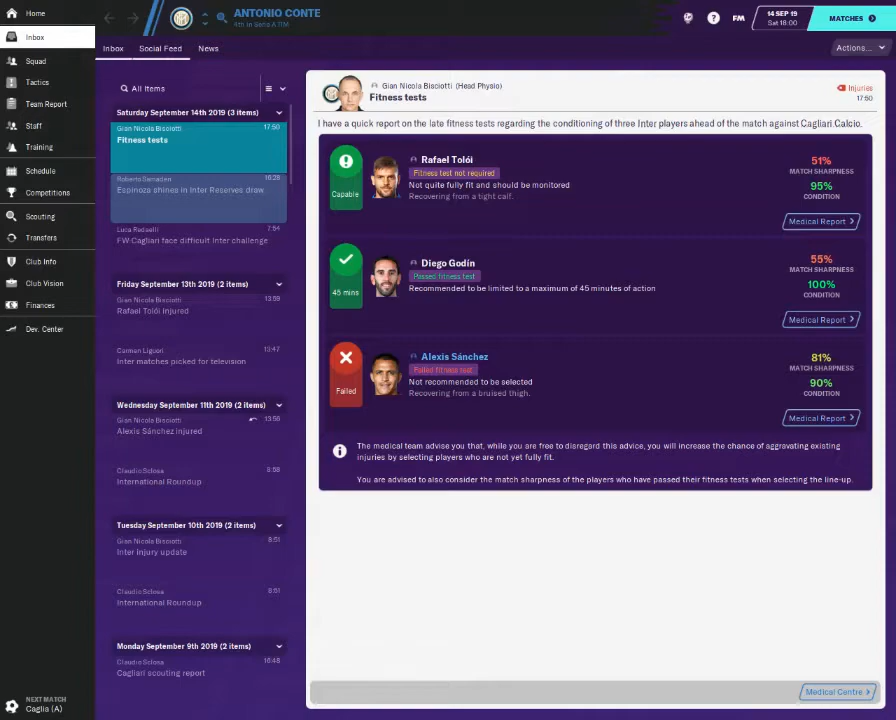 Home
Inbox
Squad
Tactics
Team Report
Staff
Training
Schedule
Competitions
Scouting
Transfers
Club Info
Club Vision
Finances
Dev. Center
NEXT MATCH
Caglia (A)
ANTONIO CONTE
4th in Serie A TIM
FM
14 SEP 19
Sat 18:00
MATCHES
Inbox Social Feed News
Actions...
All Items
Saturday September 14th 2019 (3 items)
Gian Nicola Bisciotti 17:50
Fitness tests
Roberto Samaden 16:28
Espinoza shines in Inter Reserves draw
Luca Redaelli 7:54
FW-Cagliari face difficult Inter challenge
Friday September 13th 2019 (2 items)
Gian Nicola Bisciotti 13:59
Rafael Tolói injured
Carmen Liguori
Inter matches picked for television
Wednesday September 11th 2019 (2 items)
Gian Nicola Bisciotti 13:56
Alexis Sánchez injured
Claudio Sclosa
International Roundup
Tuesday September 10th 2019 (2 items)
Gian Nicola Bisciotti 8:51
Inter injury update
Claudio Sclosa 8:51
International Roundup
Monday September 9th 2019 (2 items)
Claudio Sclosa 16:48
Cagliari scouting report
Gian Nicola Bisciotti (Head Physio)
Fitness tests
Injuries
17:50
I have a quick report on the late fitness tests regarding the conditioning of three Inter players ahead of the match against Cagliari Calcio.
Capable
Rafael Tolói
Fitness test not required
Not quite fully fit and should be monitored
Recovering from a tight calf.
51%
MATCH SHARPNESS
95%
CONDITION
Medical Report
45 mins
Diego Godín
Passed fitness test
Recommended to be limited to a maximum of 45 minutes of action
55%
MATCH SHARPNESS
100%
CONDITION
Medical Report
Failed
Alexis Sánchez
Failed fitness test
Not recommended to be selected
Recovering from a bruised thigh.
81%
MATCH SHARPNESS
90%
CONDITION
Medical Report
The medical team advise you that, while you are free to disregard this advice, you will increase the chance of aggravating existing
injuries by selecting players who are not yet fully fit.
You are advised to also consider the match sharpness of the players who have passed their fitness tests when selecting the line-up.
Medical Centre